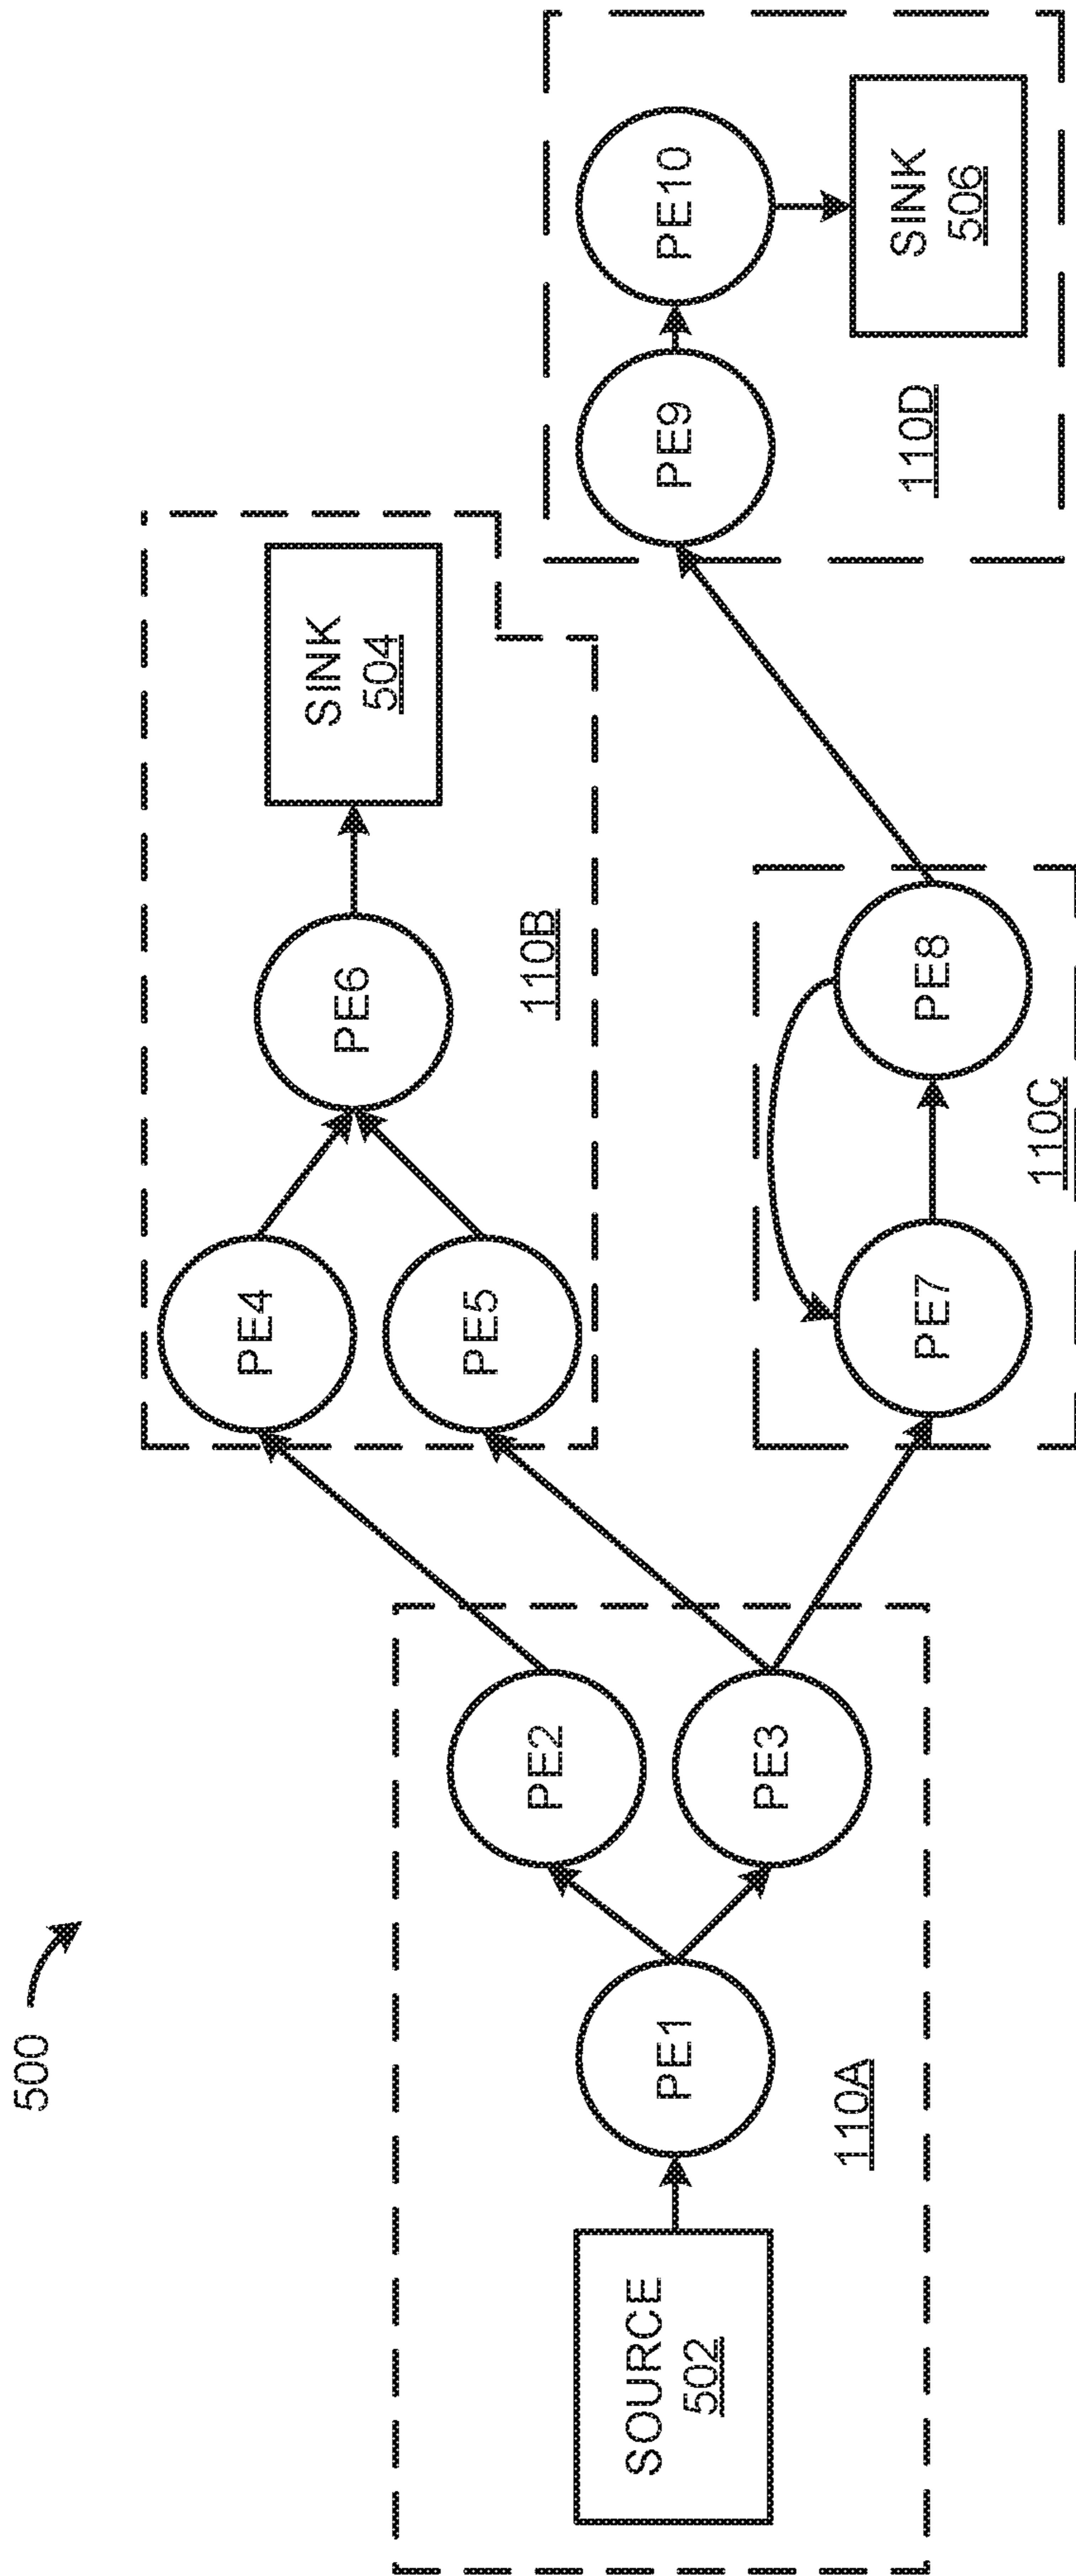 500
SOURCE
502
PE1
110A
PE2
PE3
PE4
PE5
PE6
SINK
504
110B
PE7
PE8
110C
PE9
PE10
SINK
506
110D